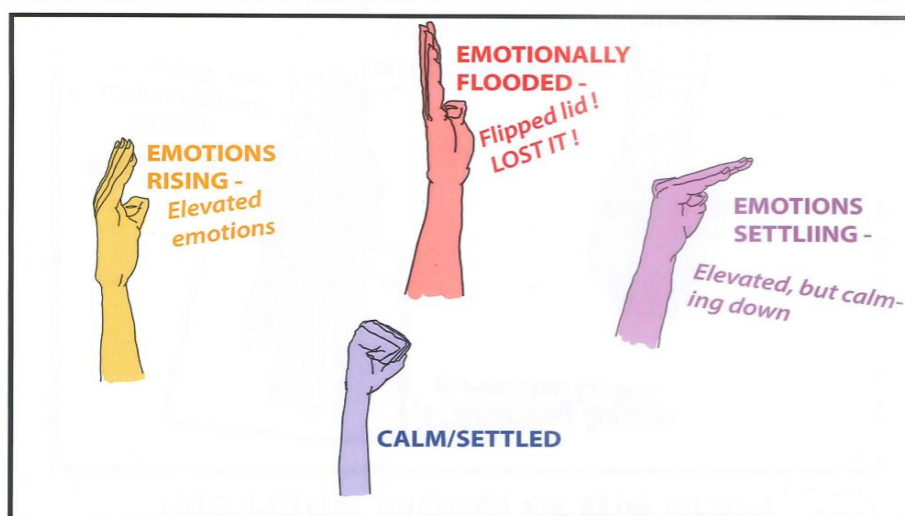 EMOTIONALLY
FLOODED -
Flipped lid !
LOST IT !
EMOTIONS
RISING -
Elevated
emotions
EMOTIONS
SETTLIING -
Elevated, but calm-
ing down
CALM/SETTLED